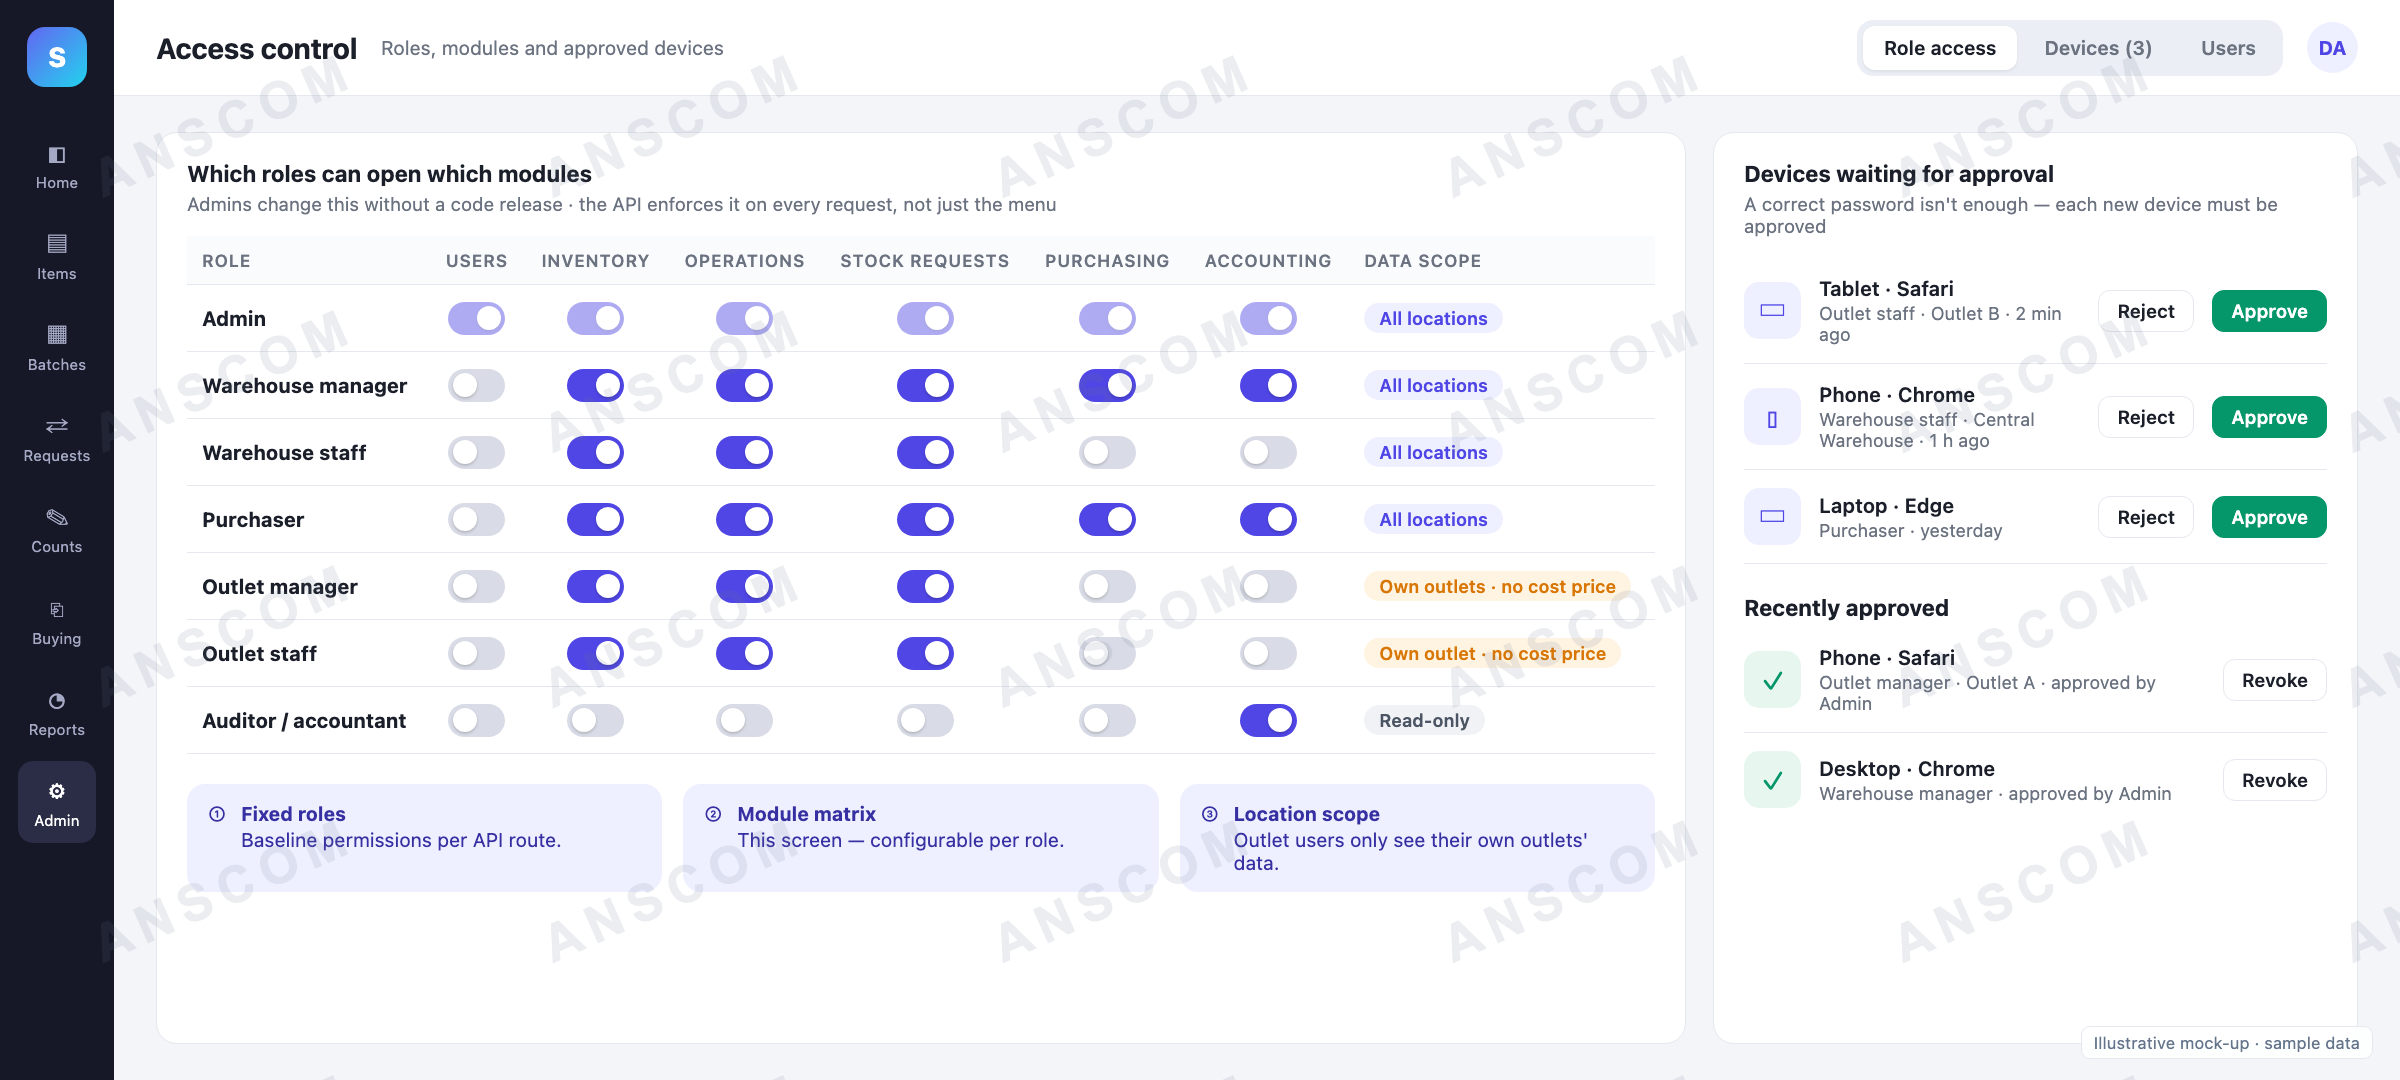 S
Home
Items
Batches
Requests
Counts
Buying
Reports
Admin
Access control
Roles, modules and approved devices
Role access
Devices (3)
Users
DA
Which roles can open which modules
Admins change this without a code release · the API enforces it on every request, not just the menu
ROLE USERS INVENTORY OPERATIONS STOCK REQUESTS PURCHASING ACCOUNTING DATA SCOPE
Admin All locations
Warehouse manager All locations
Warehouse staff All locations
Purchaser All locations
Outlet manager Own outlets · no cost price
Outlet staff Own outlet · no cost price
Auditor / accountant Read-only
① Fixed roles
Baseline permissions per API route.
② Module matrix
This screen — configurable per role.
③ Location scope
Outlet users only see their own outlets'
data.
Devices waiting for approval
A correct password isn't enough — each new device must be
approved
Tablet · Safari
Outlet staff · Outlet B · 2 min
ago
Reject
Approve
Phone · Chrome
Warehouse staff · Central
Warehouse · 1 h ago
Reject
Approve
Laptop · Edge
Purchaser · yesterday
Reject
Approve
Recently approved
Phone · Safari
Outlet manager · Outlet A · approved by
Admin
Revoke
Desktop · Chrome
Warehouse manager · approved by Admin
Revoke
Illustrative mock-up · sample data
ANSCOM